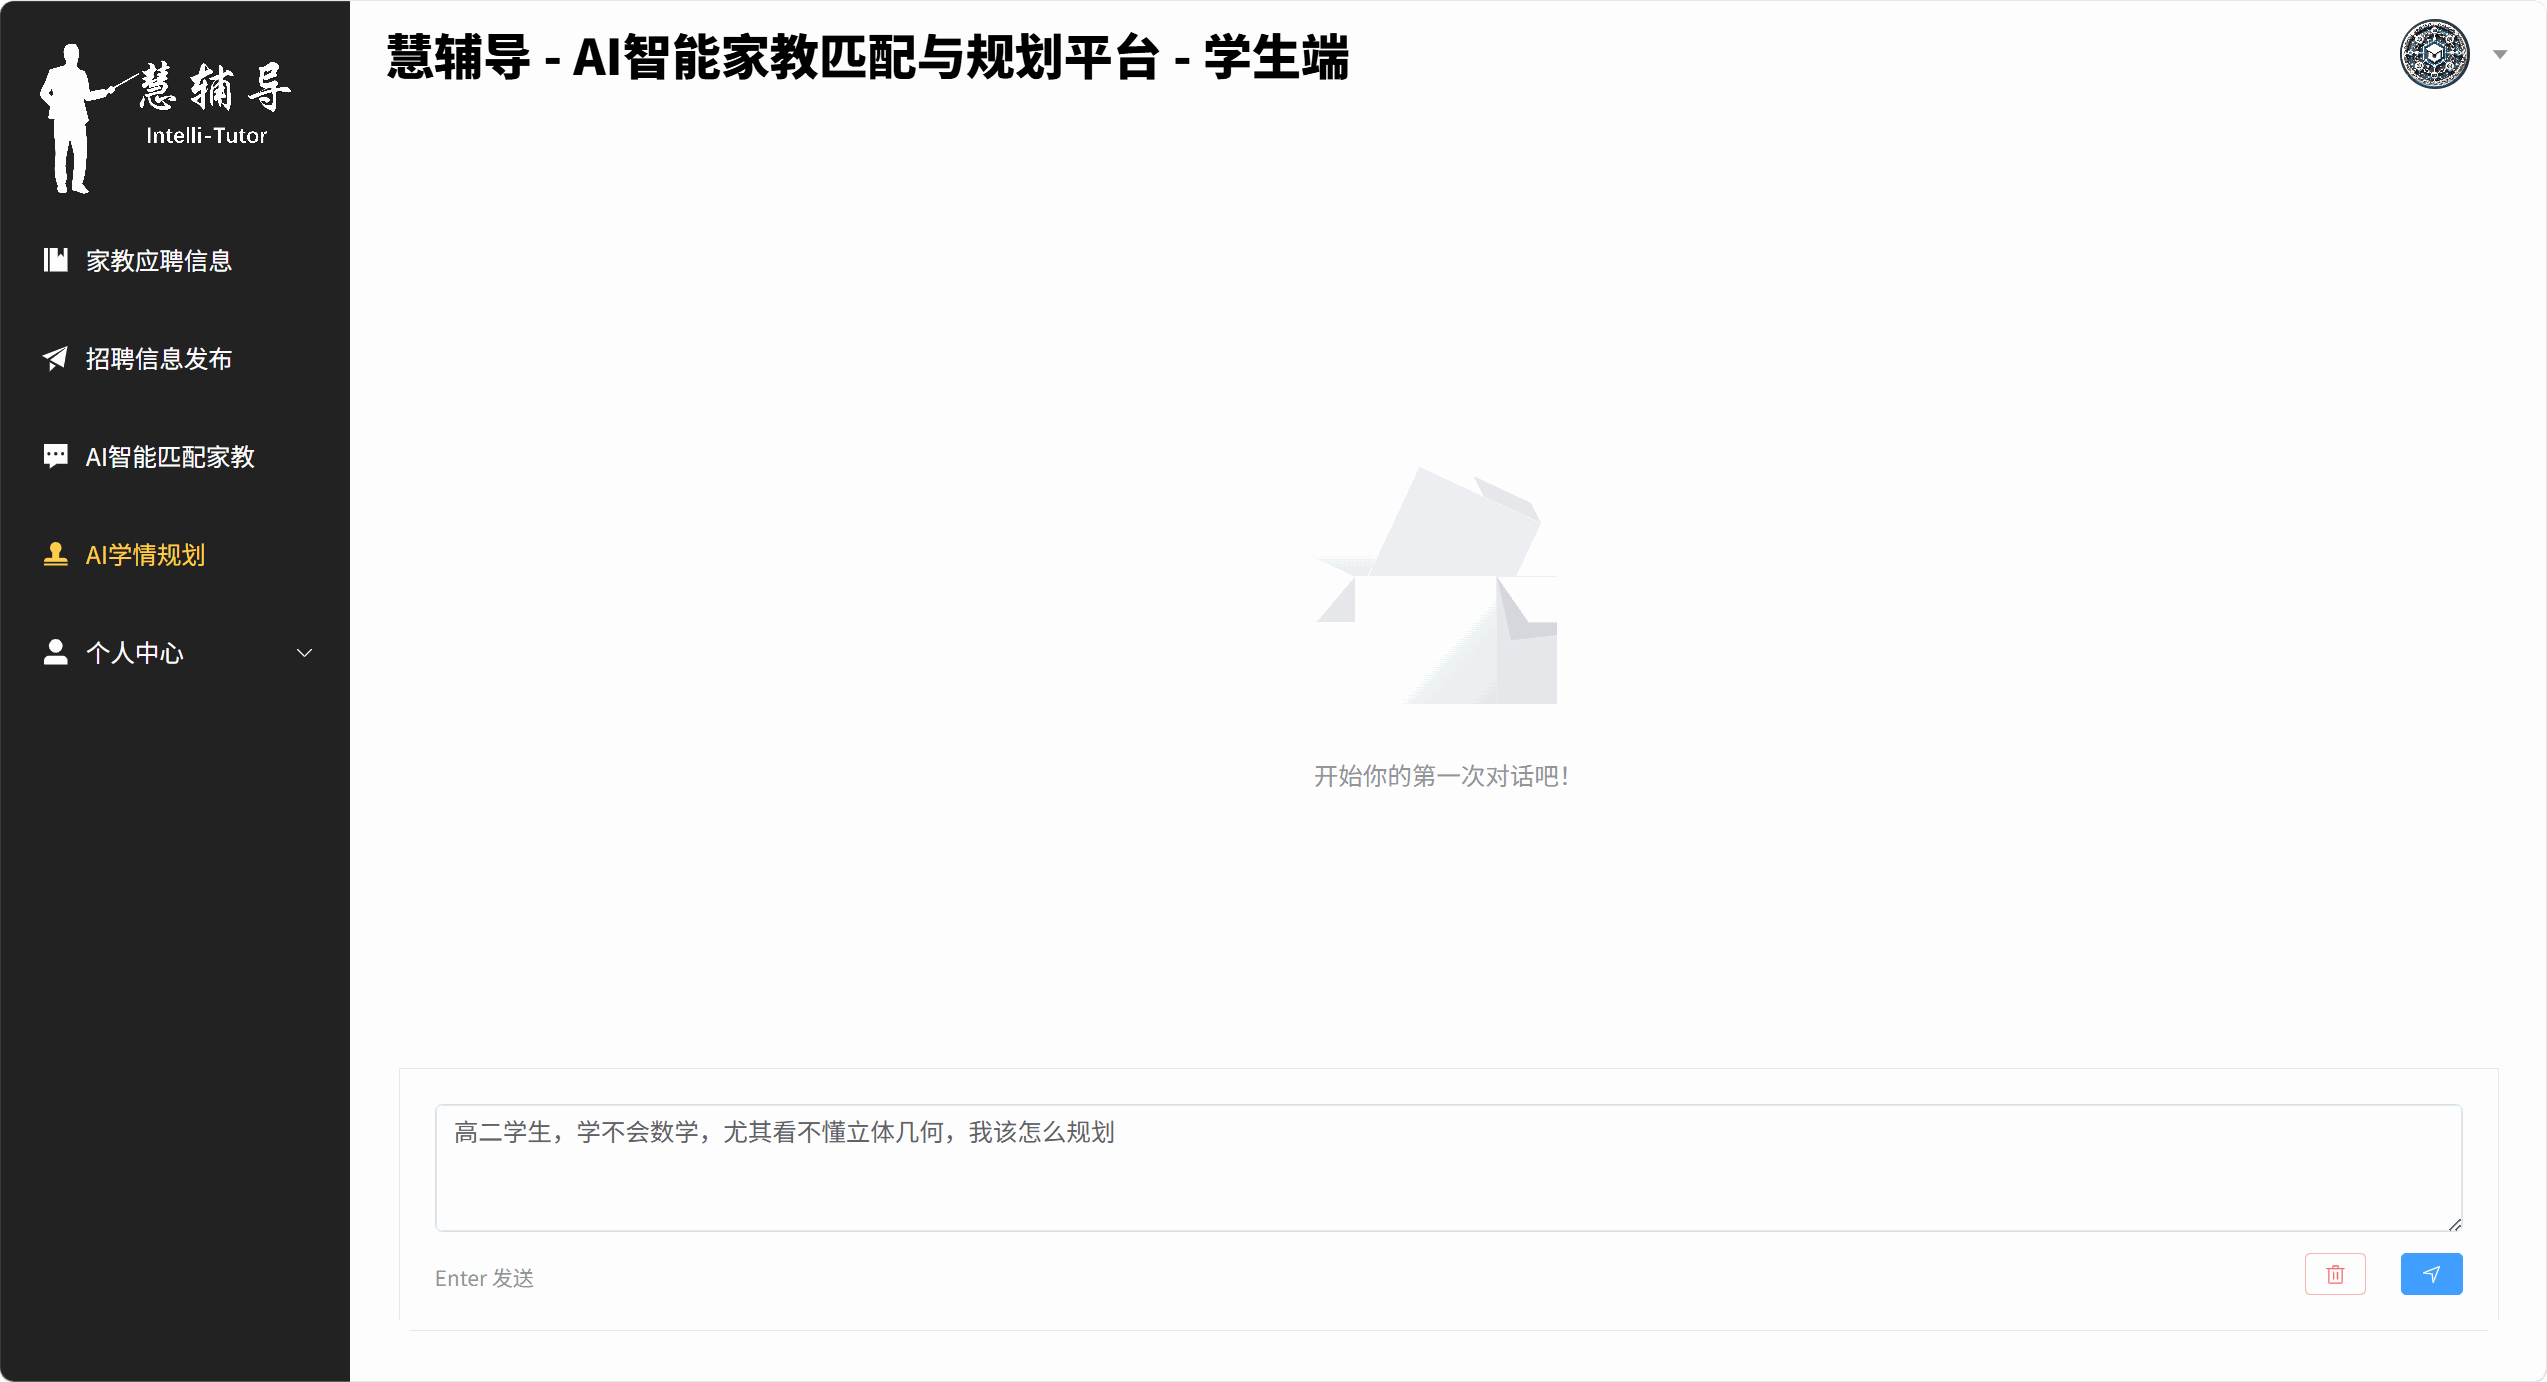 慧辅导
Intelli-Tutor
家教应聘信息
招聘信息发布
AI智能匹配家教
AI学情规划
个人中心
慧辅导 - AI智能家教匹配与规划平台 - 学生端
开始你的第一次对话吧！
高二学生，学不会数学，尤其看不懂立体几何，我该怎么规划
Enter 发送